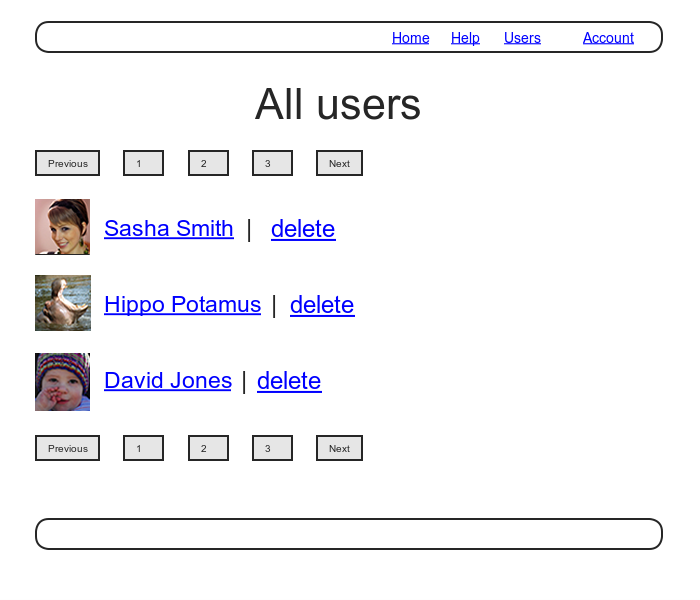 Home Help Users Account
All users
Previous 1 2 3 Next
Sasha Smith | delete
Hippo Potamus | delete
David Jones | delete
Previous 1 2 3 Next